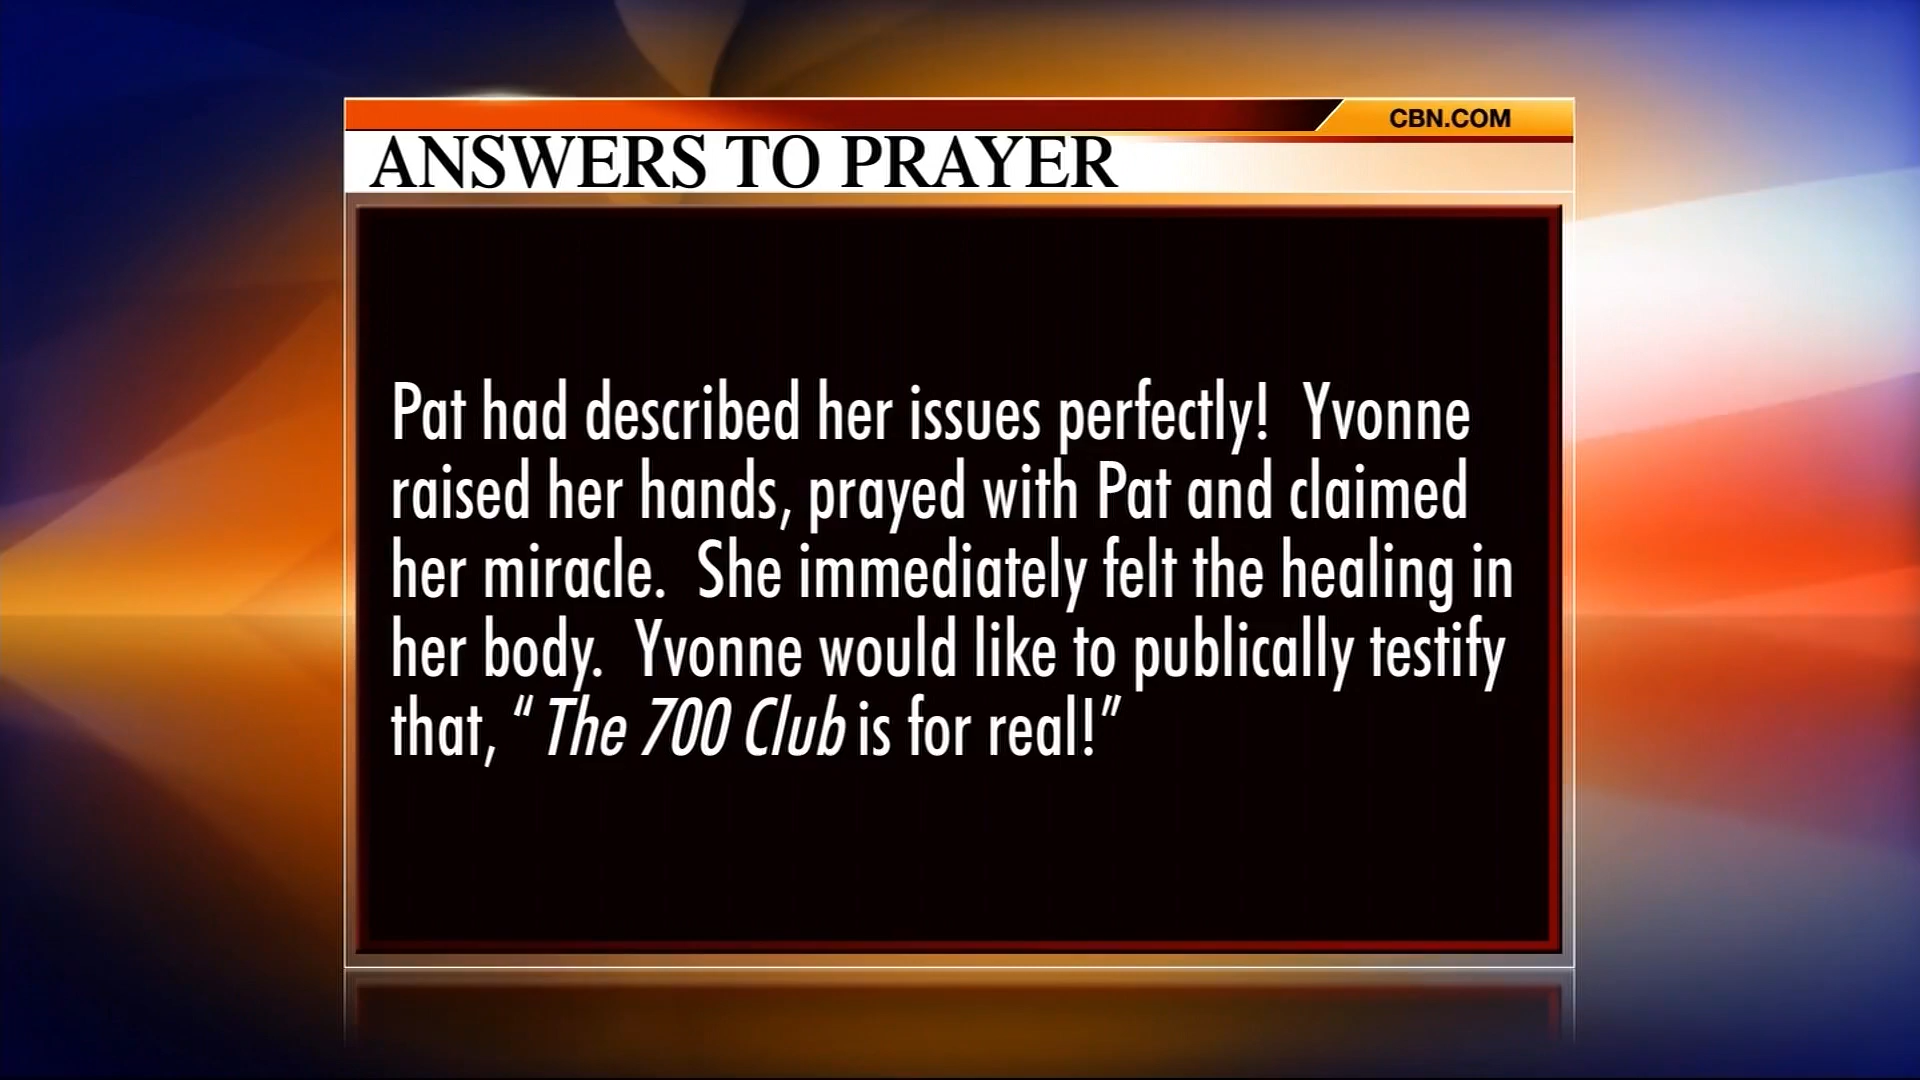 CBN.COM
ANSWERS TO PRAYER
Pat had described her issues perfectly!  Yvonne
raised her hands, prayed with Pat and claimed
her miracle.  She immediately felt the healing in
her body.  Yvonne would like to publically testify
that, “The 700 Club is for real!”